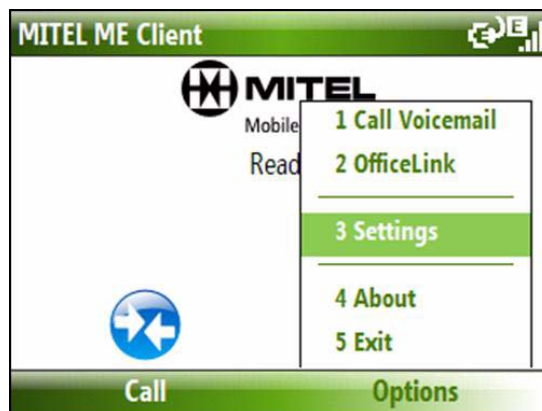 MITEL ME Client
E
MITEL
Mobile
Read
1 Call Voicemail
2 OfficeLink
3 Settings
4 About
5 Exit
Call
Options